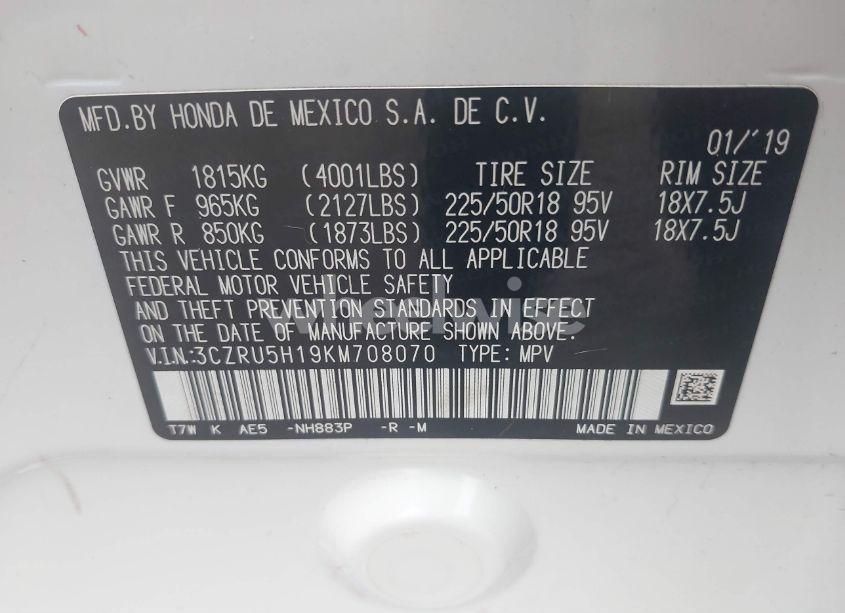 MFD.BY HONDA DE MEXICO S.A. DE C.V.
01/'19
GVWR 1815KG (4001LBS) TIRE SIZE RIM SIZE
GAWR F 965KG (2127LBS) 225/50R18 95V 18X7.5J
GAWR R 850KG (1873LBS) 225/50R18 95V 18X7.5J
THIS VEHICLE CONFORMS TO ALL APPLICABLE
FEDERAL MOTOR VEHICLE SAFETY
AND THEFT PREVENTION STANDARDS IN EFFECT
ON THE DATE OF MANUFACTURE SHOWN ABOVE.
V.I.N.:3CZRU5H19KM708070 TYPE: MPV
T7W K AE5 -NH883P -R -M MADE IN MEXICO